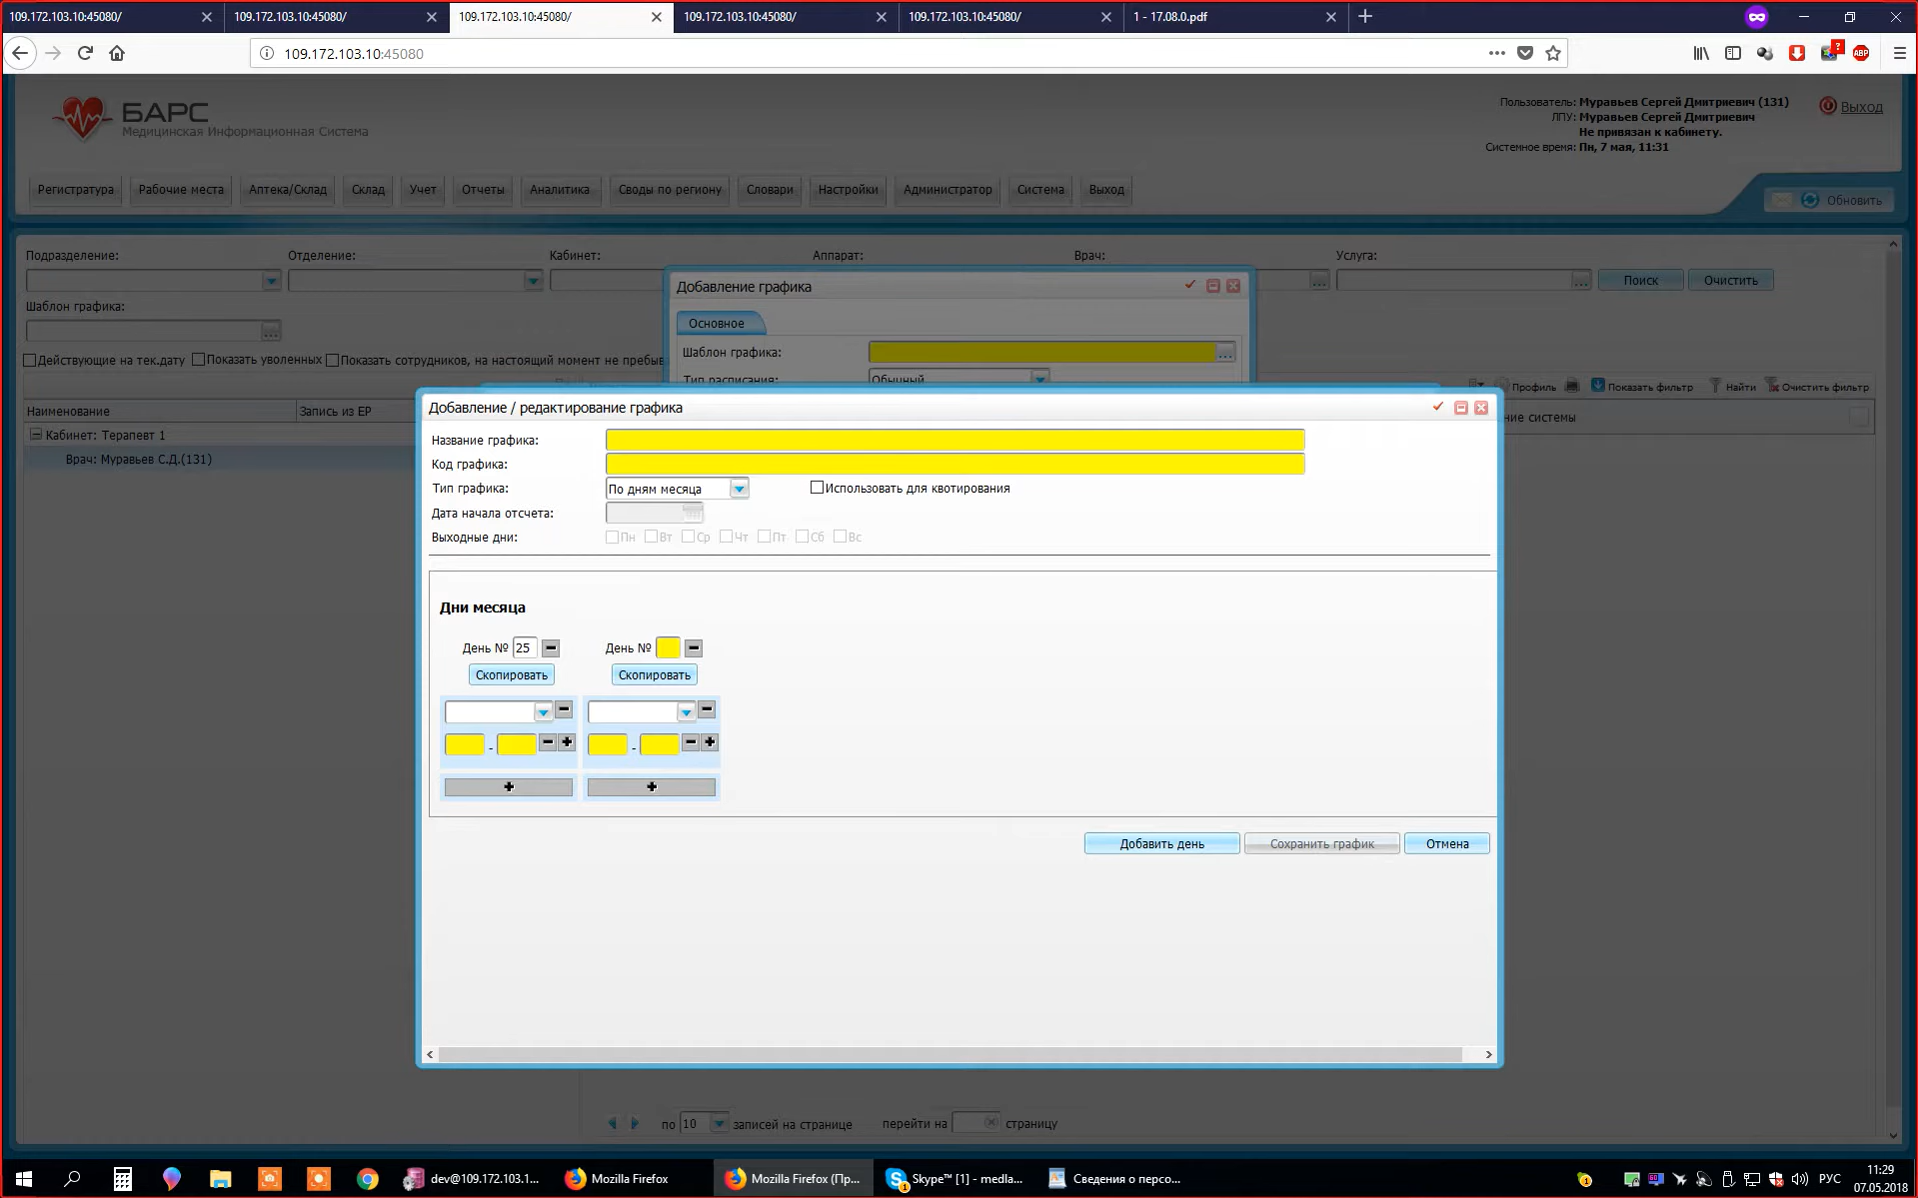 109.172.103.10:45080/ 109.172.103.10:45080/ 109.172.103.10:45080/ 109.172.103.10:45080/ 109.172.103.10:45080/ 1 - 17.08.0.pdf
109.172.103.10:45080
ABP
БАРС
Медицинская Информационная Система
Пользователь: Муравьев Сергей Дмитриевич (131)
ЛПУ: Муравьев Сергей Дмитриевич
Не привязан к кабинету.
Системное время: Пн, 7 мая, 11:31
Выход
Регистратура Рабочие места Аптека/Склад Склад Учет Отчеты Аналитика Своды по региону Словари Настройки Администратор Система Выход
Обновить
Подразделение: Отделение: Кабинет: Аппарат: Врач: Услуга:
Поиск Очистить
Шаблон графика:
Действующие на тек.дату Показать уволенных Показать сотрудников, на настоящий момент не пребыв
Добавление графика
Основное
Шаблон графика:
Тип расписания: Обычный
Профиль Показать фильтр Найти Очистить фильтр
Наименование Запись из ЕР
ние системы
Кабинет: Терапевт 1
Врач: Муравьев С.Д.(131)
Добавление / редактирование графика
Название графика:
Код графика:
Тип графика: По дням месяца Использовать для квотирования
Дата начала отсчета:
Выходные дни: Пн Вт Ср Чт Пт Сб Вс
Дни месяца
День № 25 День №
Скопировать Скопировать
- -
Добавить день Сохранить график Отмена
по 10 записей на странице перейти на страницу
dev@109.172.103.1... Mozilla Firefox Mozilla Firefox (Пр... Skype™ [1] - medla... Сведения о персо...
РУС
11:29
07.05.2018